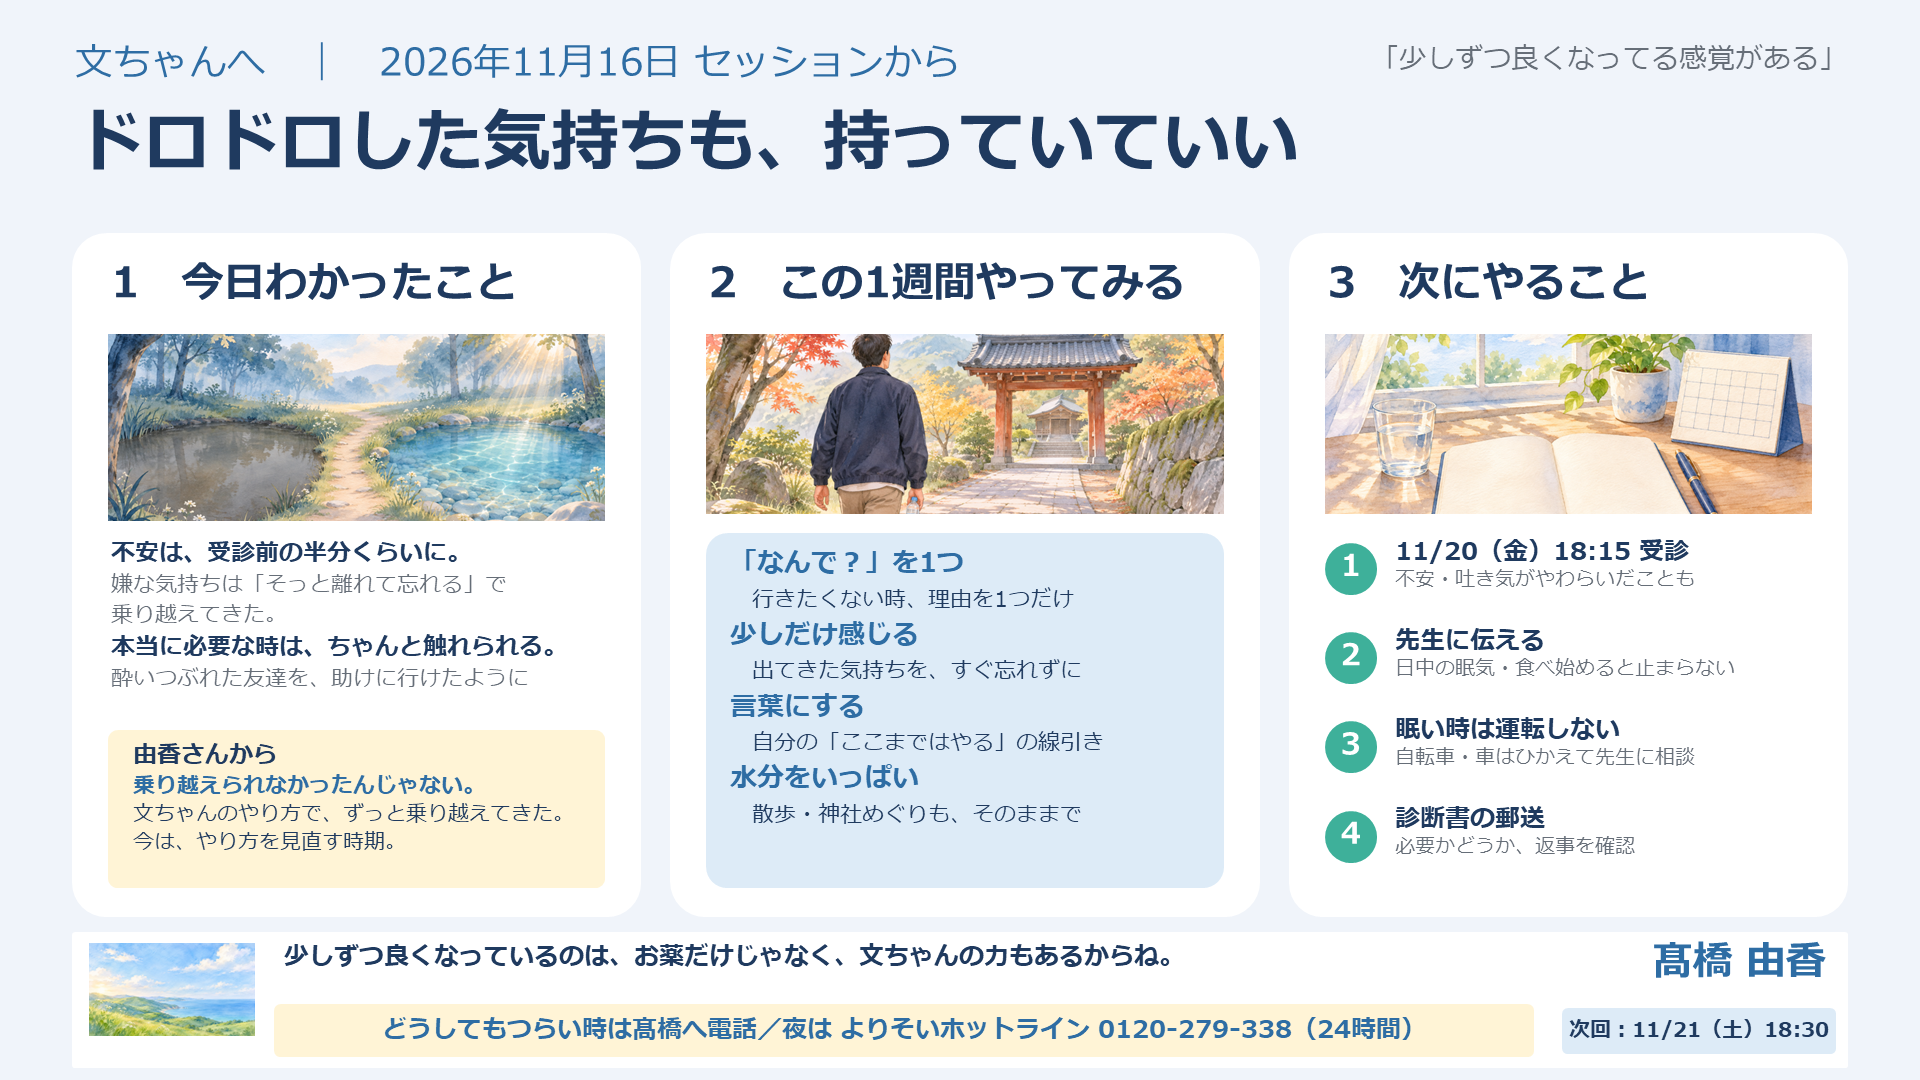 文ちゃんへ ｜ 2026年11月16日 セッションから
「少しずつ良くなってる感覚がある」
ドロドロした気持ちも、持っていていい
1 今日わかったこと
不安は、受診前の半分くらいに。
嫌な気持ちは「そっと離れて忘れる」で
乗り越えてきた。
本当に必要な時は、ちゃんと触れられる。
酔いつぶれた友達を、助けに行けたように
由香さんから
乗り越えられなかったんじゃない。
文ちゃんのやり方で、ずっと乗り越えてきた。
今は、やり方を見直す時期。
2 この1週間やってみる
「なんで？」を1つ
行きたくない時、理由を1つだけ
少しだけ感じる
出てきた気持ちを、すぐ忘れずに
言葉にする
自分の「ここまではやる」の線引き
水分をいっぱい
散歩・神社めぐりも、そのままで
3 次にやること
1 11/20（金）18:15 受診
不安・吐き気がやわらいだことも
2 先生に伝える
日中の眠気・食べ始めると止まらない
3 眠い時は運転しない
自転車・車はひかえて先生に相談
4 診断書の郵送
必要かどうか、返事を確認
少しずつ良くなっているのは、お薬だけじゃなく、文ちゃんの力もあるからね。
髙橋 由香
どうしてもつらい時は髙橋へ電話／夜は よりそいホットライン 0120-279-338（24時間）
次回：11/21（土）18:30